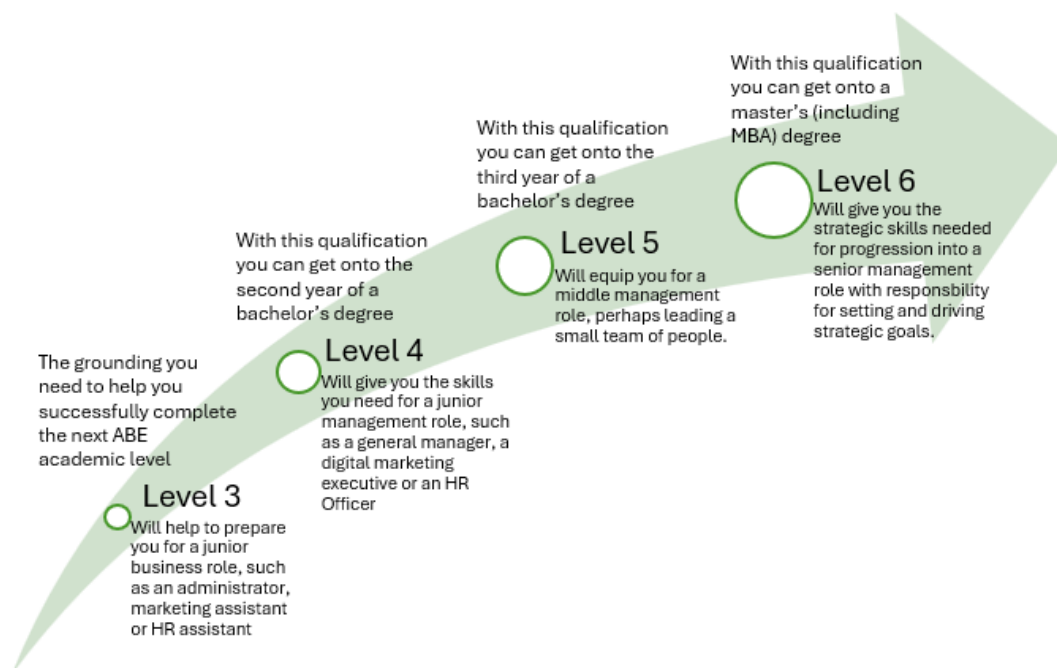 The grounding you
need to help you
successfully complete
the next ABE
academic level
Level 3
Will help to prepare
you for a junior
business role, such
as an administrator,
marketing assistant
or HR assistant
With this qualification
you can get onto the
second year of a
bachelor's degree
Level 4
Will give you the skills
you need for a junior
management role, such
as a general manager, a
digital marketing
executive or an HR
Officer
With this qualification
you can get onto the
third year of a
bachelor's degree
Level 5
Will equip you for a
middle management
role, perhaps leading a
small team of people.
With this qualification
you can get onto a
master's (including
MBA) degree
Level 6
Will give you the
strategic skills needed
for progression into a
senior management
role with responsbility
for setting and driving
strategic goals.